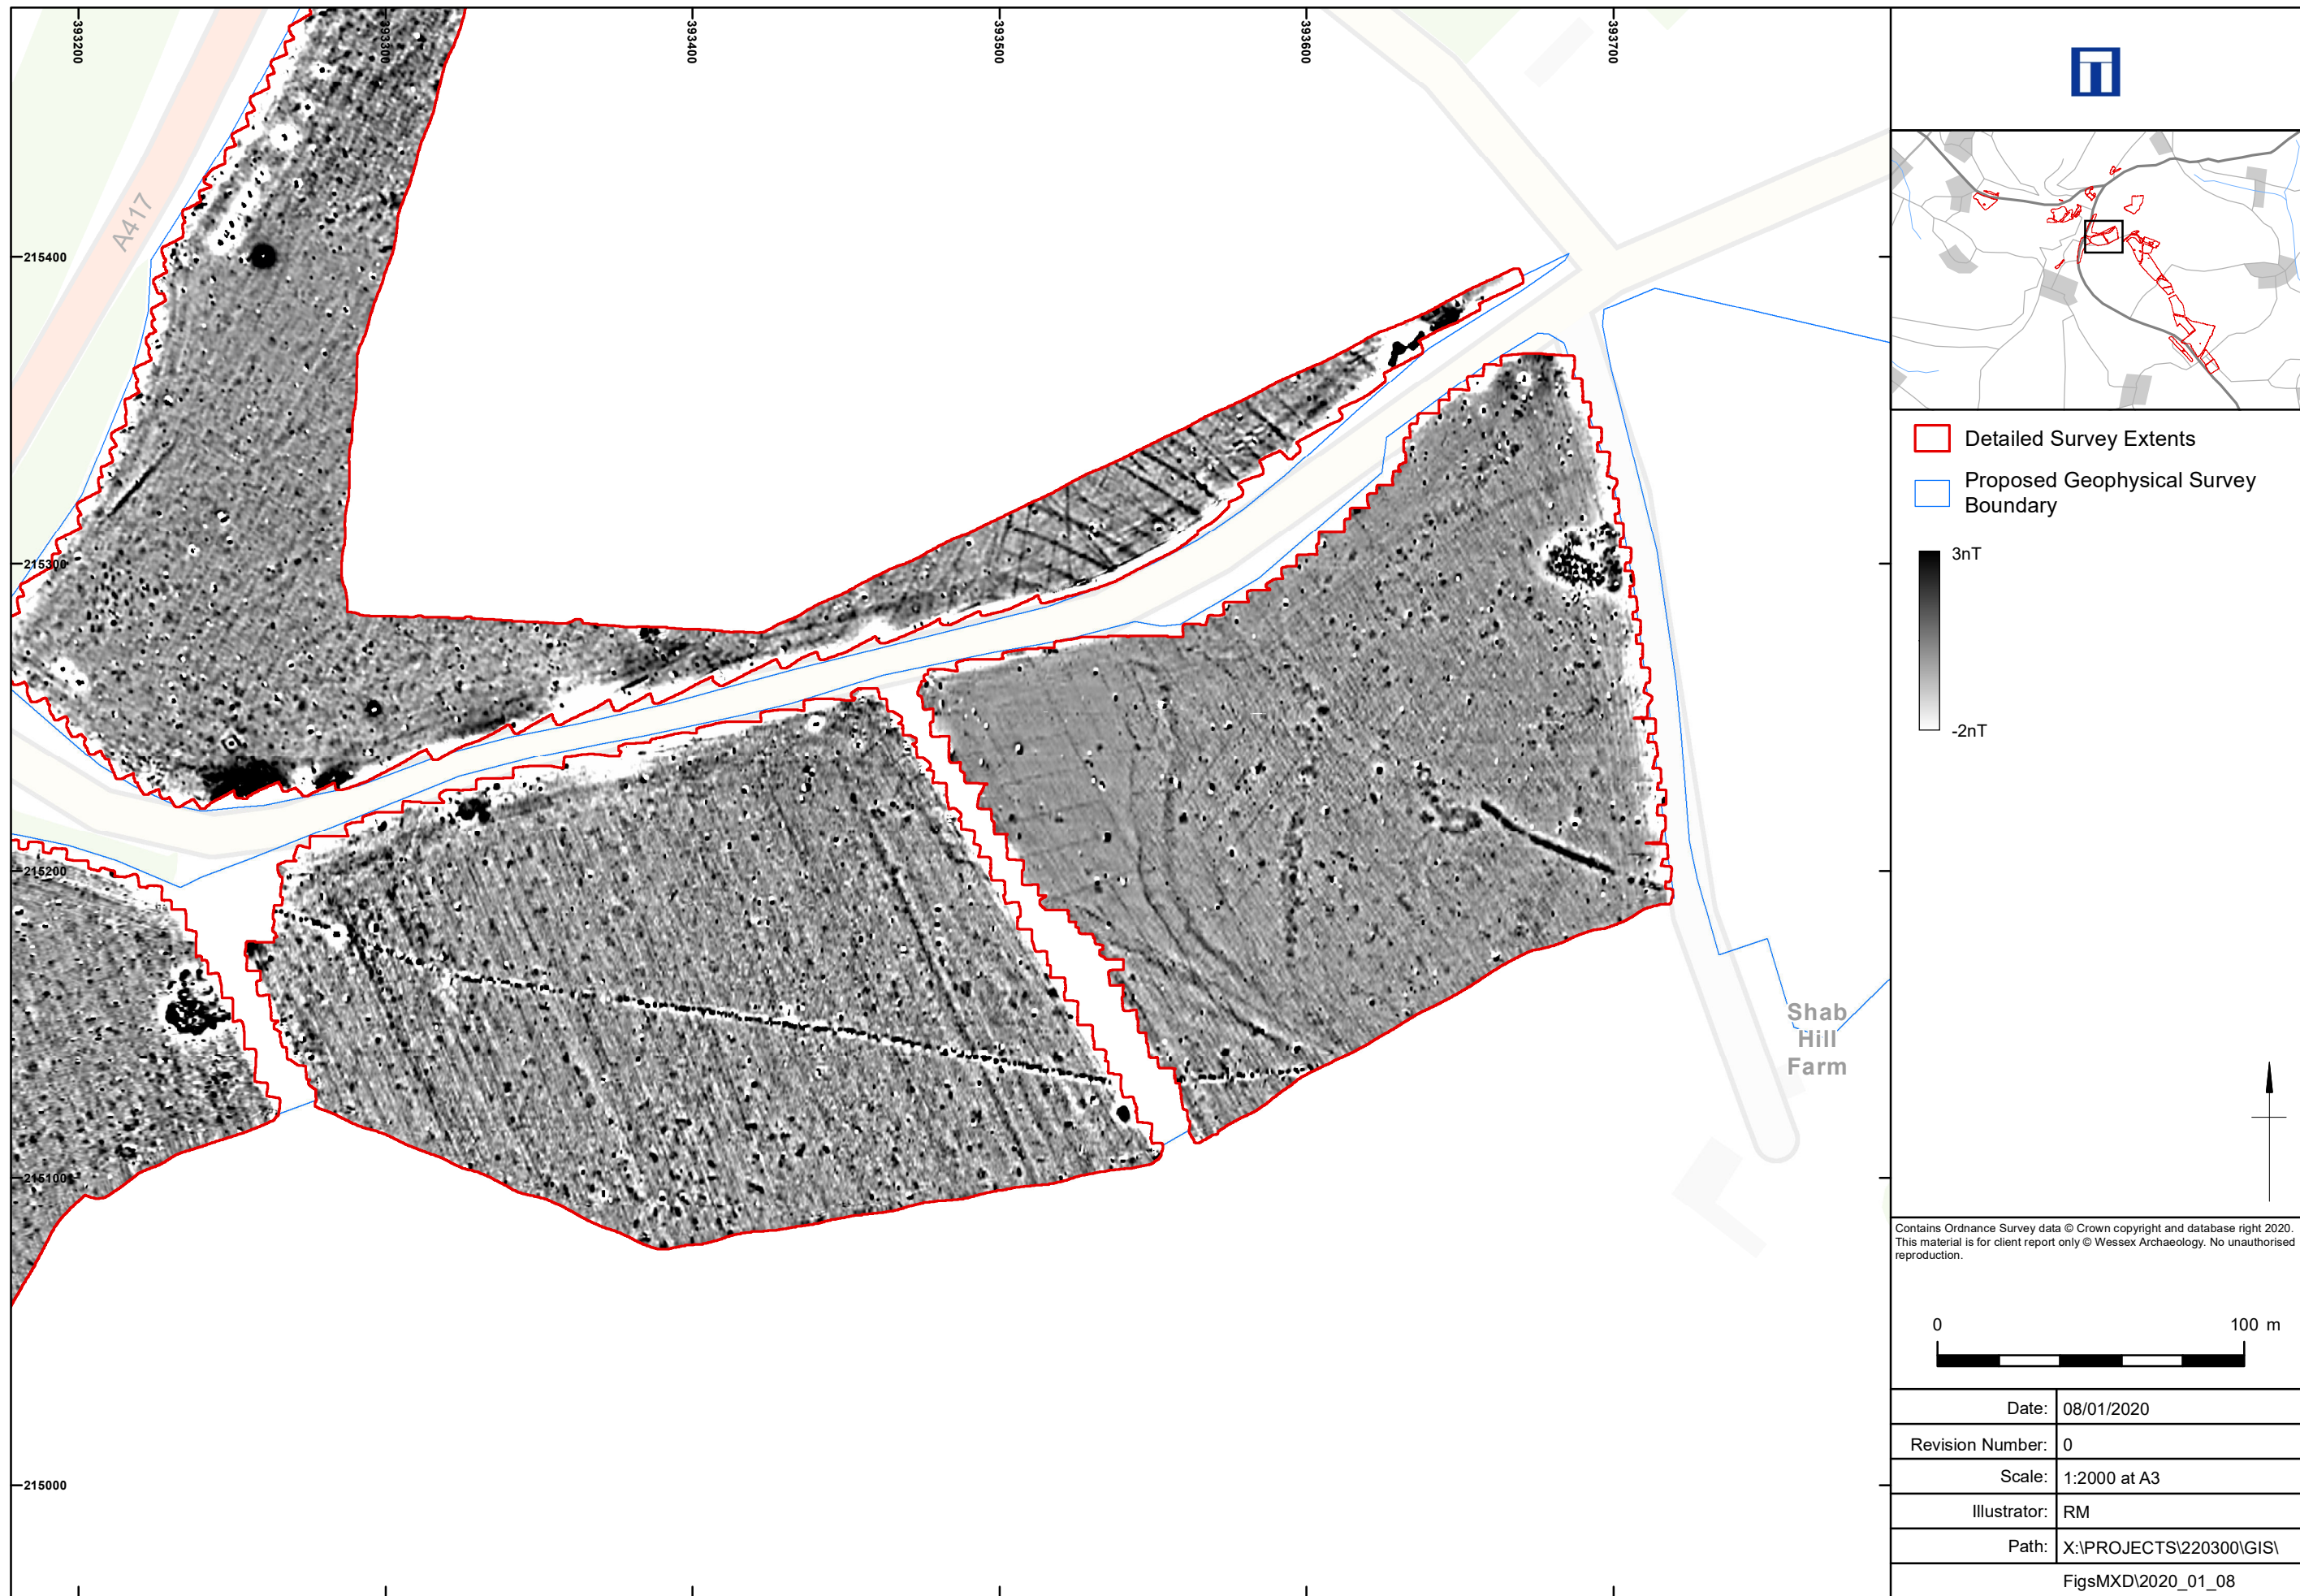 393200
393300
393400
393500
393600
393700
A417
215400
215300
215200
215100
215000
Shab
Hill
Farm
Detailed Survey Extents
Proposed Geophysical Survey
Boundary
3nT
-2nT
Contains Ordnance Survey data © Crown copyright and database right 2020.
This material is for client report only © Wessex Archaeology. No unauthorised
reproduction.
0 100 m
Date: 08/01/2020
Revision Number: 0
Scale: 1:2000 at A3
Illustrator: RM
Path: X:\PROJECTS\220300\GIS\
FigsMXD\2020_01_08